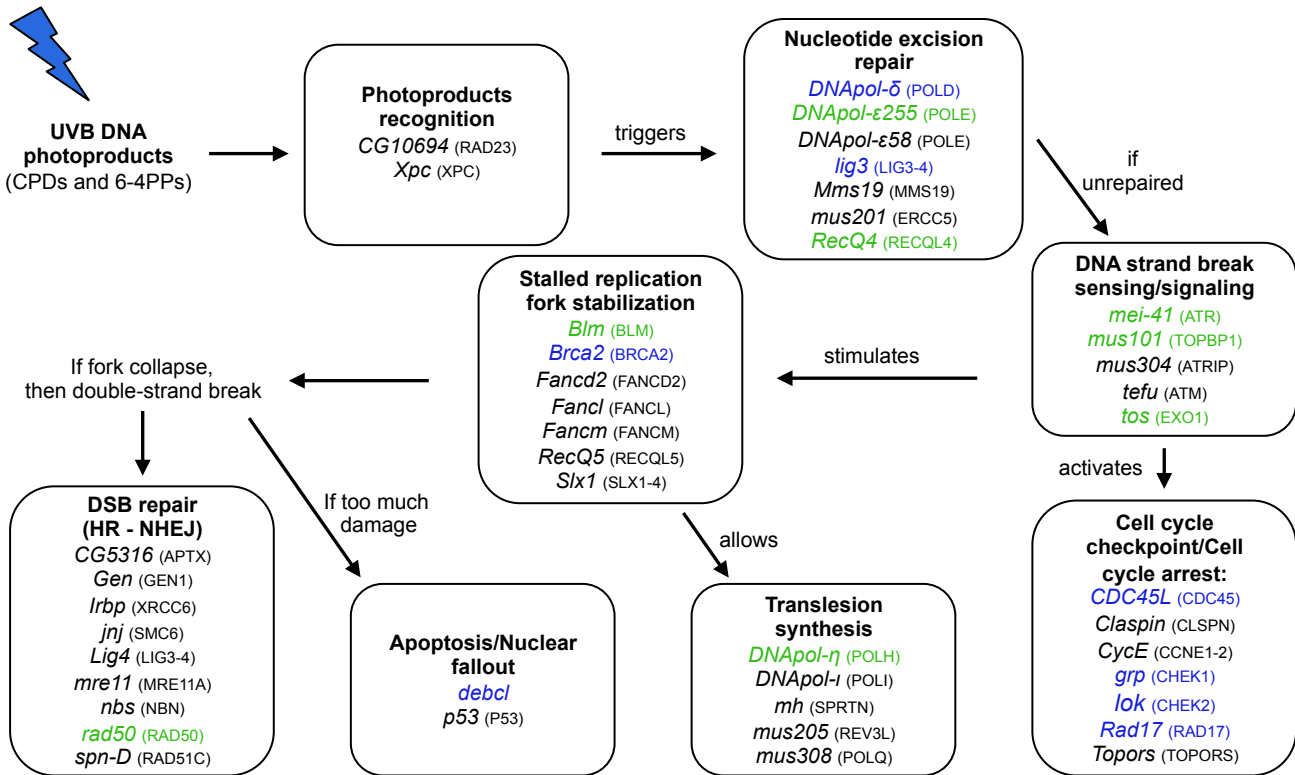 UVB DNA
photoproducts
(CPDs and 6-4PPs)
Photoproducts
recognition
CG10694 (RAD23)
Xpc (XPC)
triggers
Nucleotide excision
repair
DNApol-δ (POLD)
DNApol-ε255 (POLE)
DNApol-ε58 (POLE)
lig3 (LIG3-4)
Mms19 (MMS19)
mus201 (ERCC5)
RecQ4 (RECQL4)
if
unrepaired
DNA strand break
sensing/signaling
mei-41 (ATR)
mus101 (TOPBP1)
mus304 (ATRIP)
tefu (ATM)
tos (EXO1)
stimulates
Stalled replication
fork stabilization
Blm (BLM)
Brca2 (BRCA2)
Fancd2 (FANCD2)
Fancl (FANCL)
Fancm (FANCM)
RecQ5 (RECQL5)
Slx1 (SLX1-4)
If fork collapse,
then double-strand break
DSB repair
(HR - NHEJ)
CG5316 (APTX)
Gen (GEN1)
Irbp (XRCC6)
jnj (SMC6)
Lig4 (LIG3-4)
mre11 (MRE11A)
nbs (NBN)
rad50 (RAD50)
spn-D (RAD51C)
If too much
damage
Apoptosis/Nuclear
fallout
debcl
p53 (P53)
allows
Translesion
synthesis
DNApol-η (POLH)
DNApol-ι (POLI)
mh (SPRTN)
mus205 (REV3L)
mus308 (POLQ)
activates
Cell cycle
checkpoint/Cell
cycle arrest:
CDC45L (CDC45)
Claspin (CLSPN)
CycE (CCNE1-2)
grp (CHEK1)
lok (CHEK2)
Rad17 (RAD17)
Topors (TOPORS)